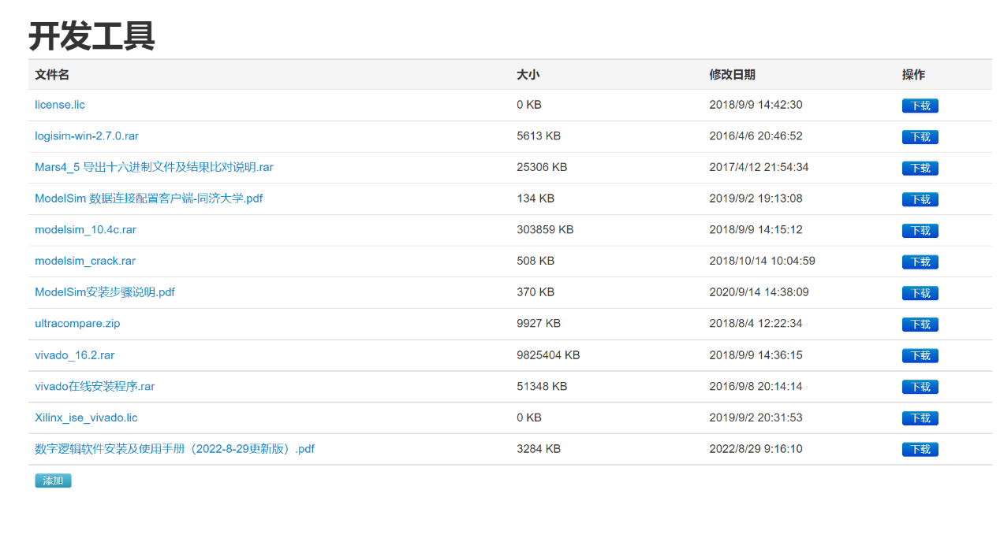 开发工具
文件名 大小 修改日期 操作
license.lic 0 KB 2018/9/9 14:42:30 下载
logisim-win-2.7.0.rar 5613 KB 2016/4/6 20:46:52 下载
Mars4_5 导出十六进制文件及结果比对说明.rar 25306 KB 2017/4/12 21:54:34 下载
ModelSim 数据连接配置客户端-同济大学.pdf 134 KB 2019/9/2 19:13:08 下载
modelsim_10.4c.rar 303859 KB 2018/9/9 14:15:12 下载
modelsim_crack.rar 508 KB 2018/10/14 10:04:59 下载
ModelSim安装步骤说明.pdf 370 KB 2020/9/14 14:38:09 下载
ultracompare.zip 9927 KB 2018/8/4 12:22:34 下载
vivado_16.2.rar 9825404 KB 2018/9/9 14:36:15 下载
vivado在线安装程序.rar 51348 KB 2016/9/8 20:14:14 下载
Xilinx_ise_vivado.lic 0 KB 2019/9/2 20:31:53 下载
数字逻辑软件安装及使用手册（2022-8-29更新版）.pdf 3284 KB 2022/8/29 9:16:10 下载
添加